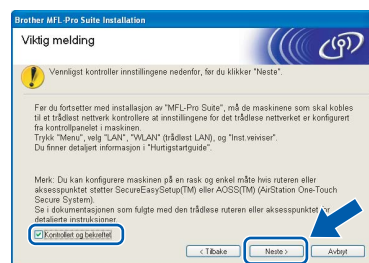 Brother MFL-Pro Suite Installation
Viktig melding
Vennligst kontroller innstillingene nedenfor, før du klikker "Neste".
Før du fortsetter med installasjon av "MFL-Pro Suite", må de maskinene som skal kobles
til et trådløst nettverk kontrollere at innstillingene for det trådløse nettverket er konfigurert
fra kontrollpanelet i maskinen.
Trykk "Menu", velg "LAN", "WLAN" (trådløst LAN), og "Inst.veiviser".
Du finner detaljert informasjon i "Hurtigstartguide".
Merk: Du kan konfigurere maskinen på en rask og enkel måte hvis ruteren eller
aksesspunktet støtter SecureEasySetup(TM) eller AOSS(TM) (AirStation One-Touch
Secure System).
Se i dokumentasjonen som fulgte med den trådløse ruteren eller aksesspunktet for
detaljerte instruksjoner.
Kontrollert og bekreftet
< Tilbake
Neste >
Avbryt